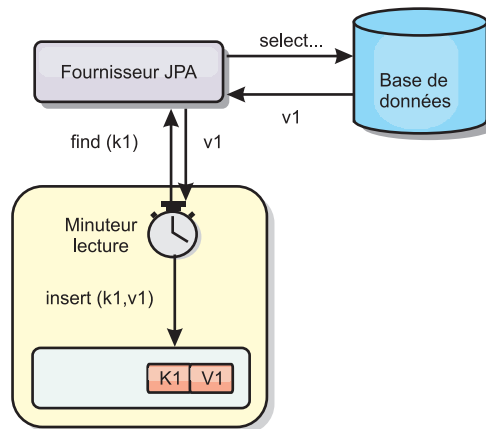 select...
Fournisseur JPA
Base de
données
v1
find (k1)
v1
Minuteur
lecture
insert (k1,v1)
K1 V1